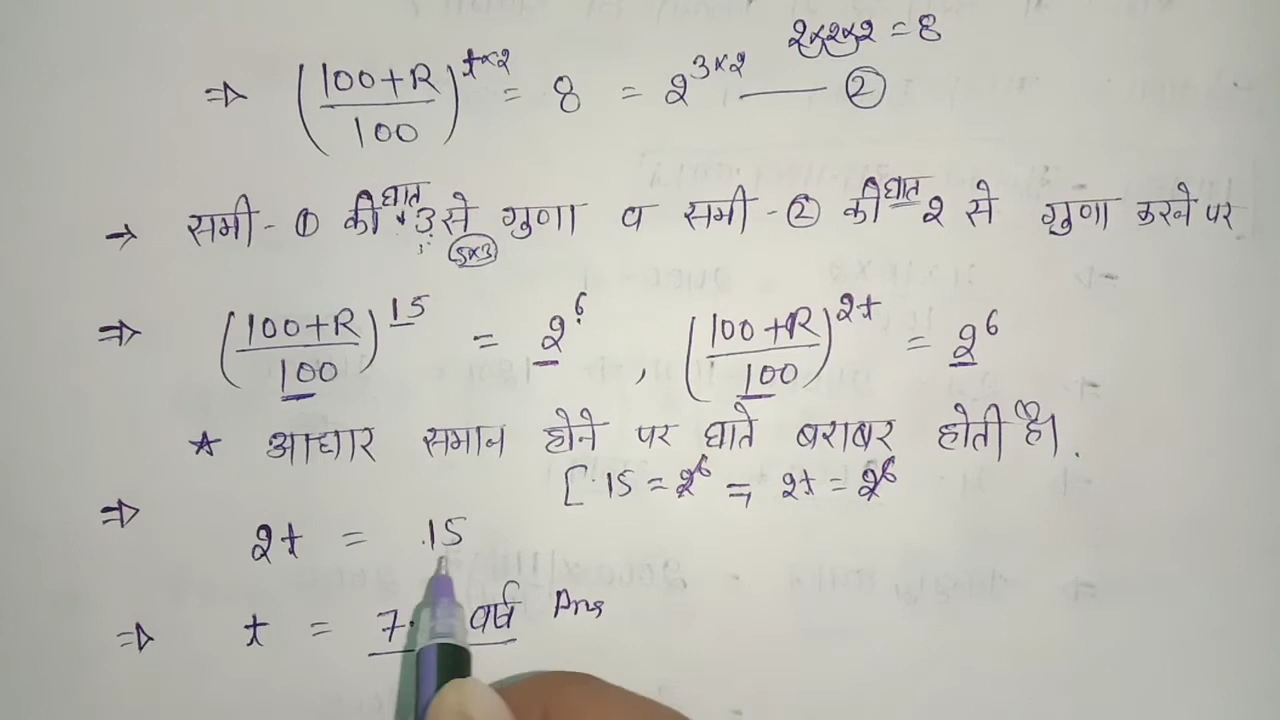 2×2×2 = 8
⇒ (100+R/100)^t×2 = 8 = 2^3×2 —— ②
→ समी - ① की घात 3 से गुणा व समी - ② की घात 2 से गुणा करने पर
5×3
⇒ (100+R/100)^15 = 2^6 , (100+R/100)^2t = 2^6
* आधार समान होने पर घाते बराबर होती है।
[ 15 = 2^6 = 2t = 2^6
⇒ 2t = 15
⇒ t = 7. वर्ष Ans